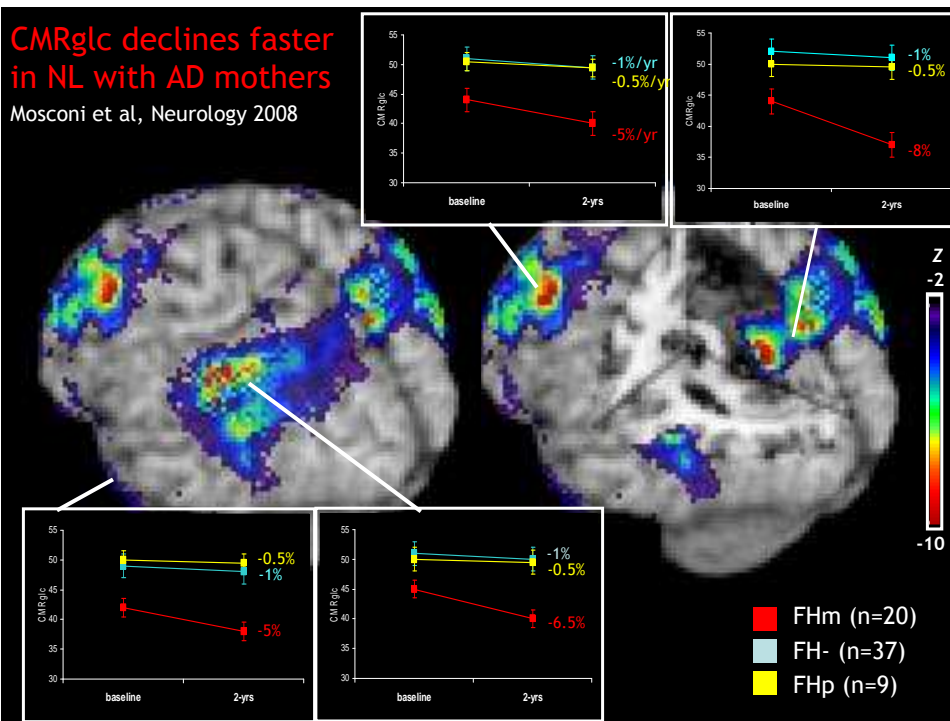 CMRglc declines faster
in NL with AD mothers
Mosconi et al, Neurology 2008
55
50
45
40
35
30
CMRglc
-1%/yr
-0.5%/yr
-5%/yr
baseline 2-yrs
55
50
45
40
35
30
CMRglc
-1%
-0.5%
-8%
baseline 2-yrs
Z
-2
-10
55
50
45
40
35
30
CMRglc
-0.5%
-1%
-5%
baseline 2-yrs
55
50
45
40
35
30
CMRglc
-1%
-0.5%
-6.5%
baseline 2-yrs
FHm (n=20)
FH- (n=37)
FHp (n=9)